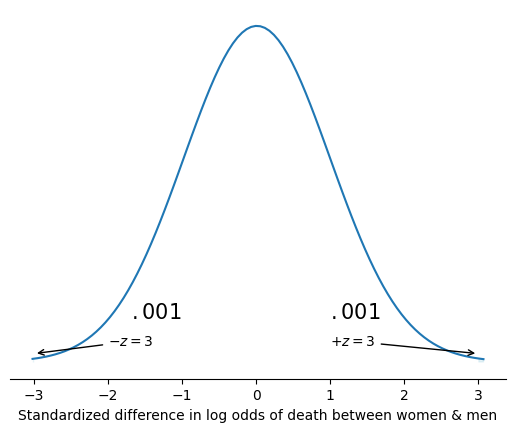 .001 .001
−z = 3 +z = 3
−3 −2 −1 0 1 2 3
Standardized difference in log odds of death between women & men